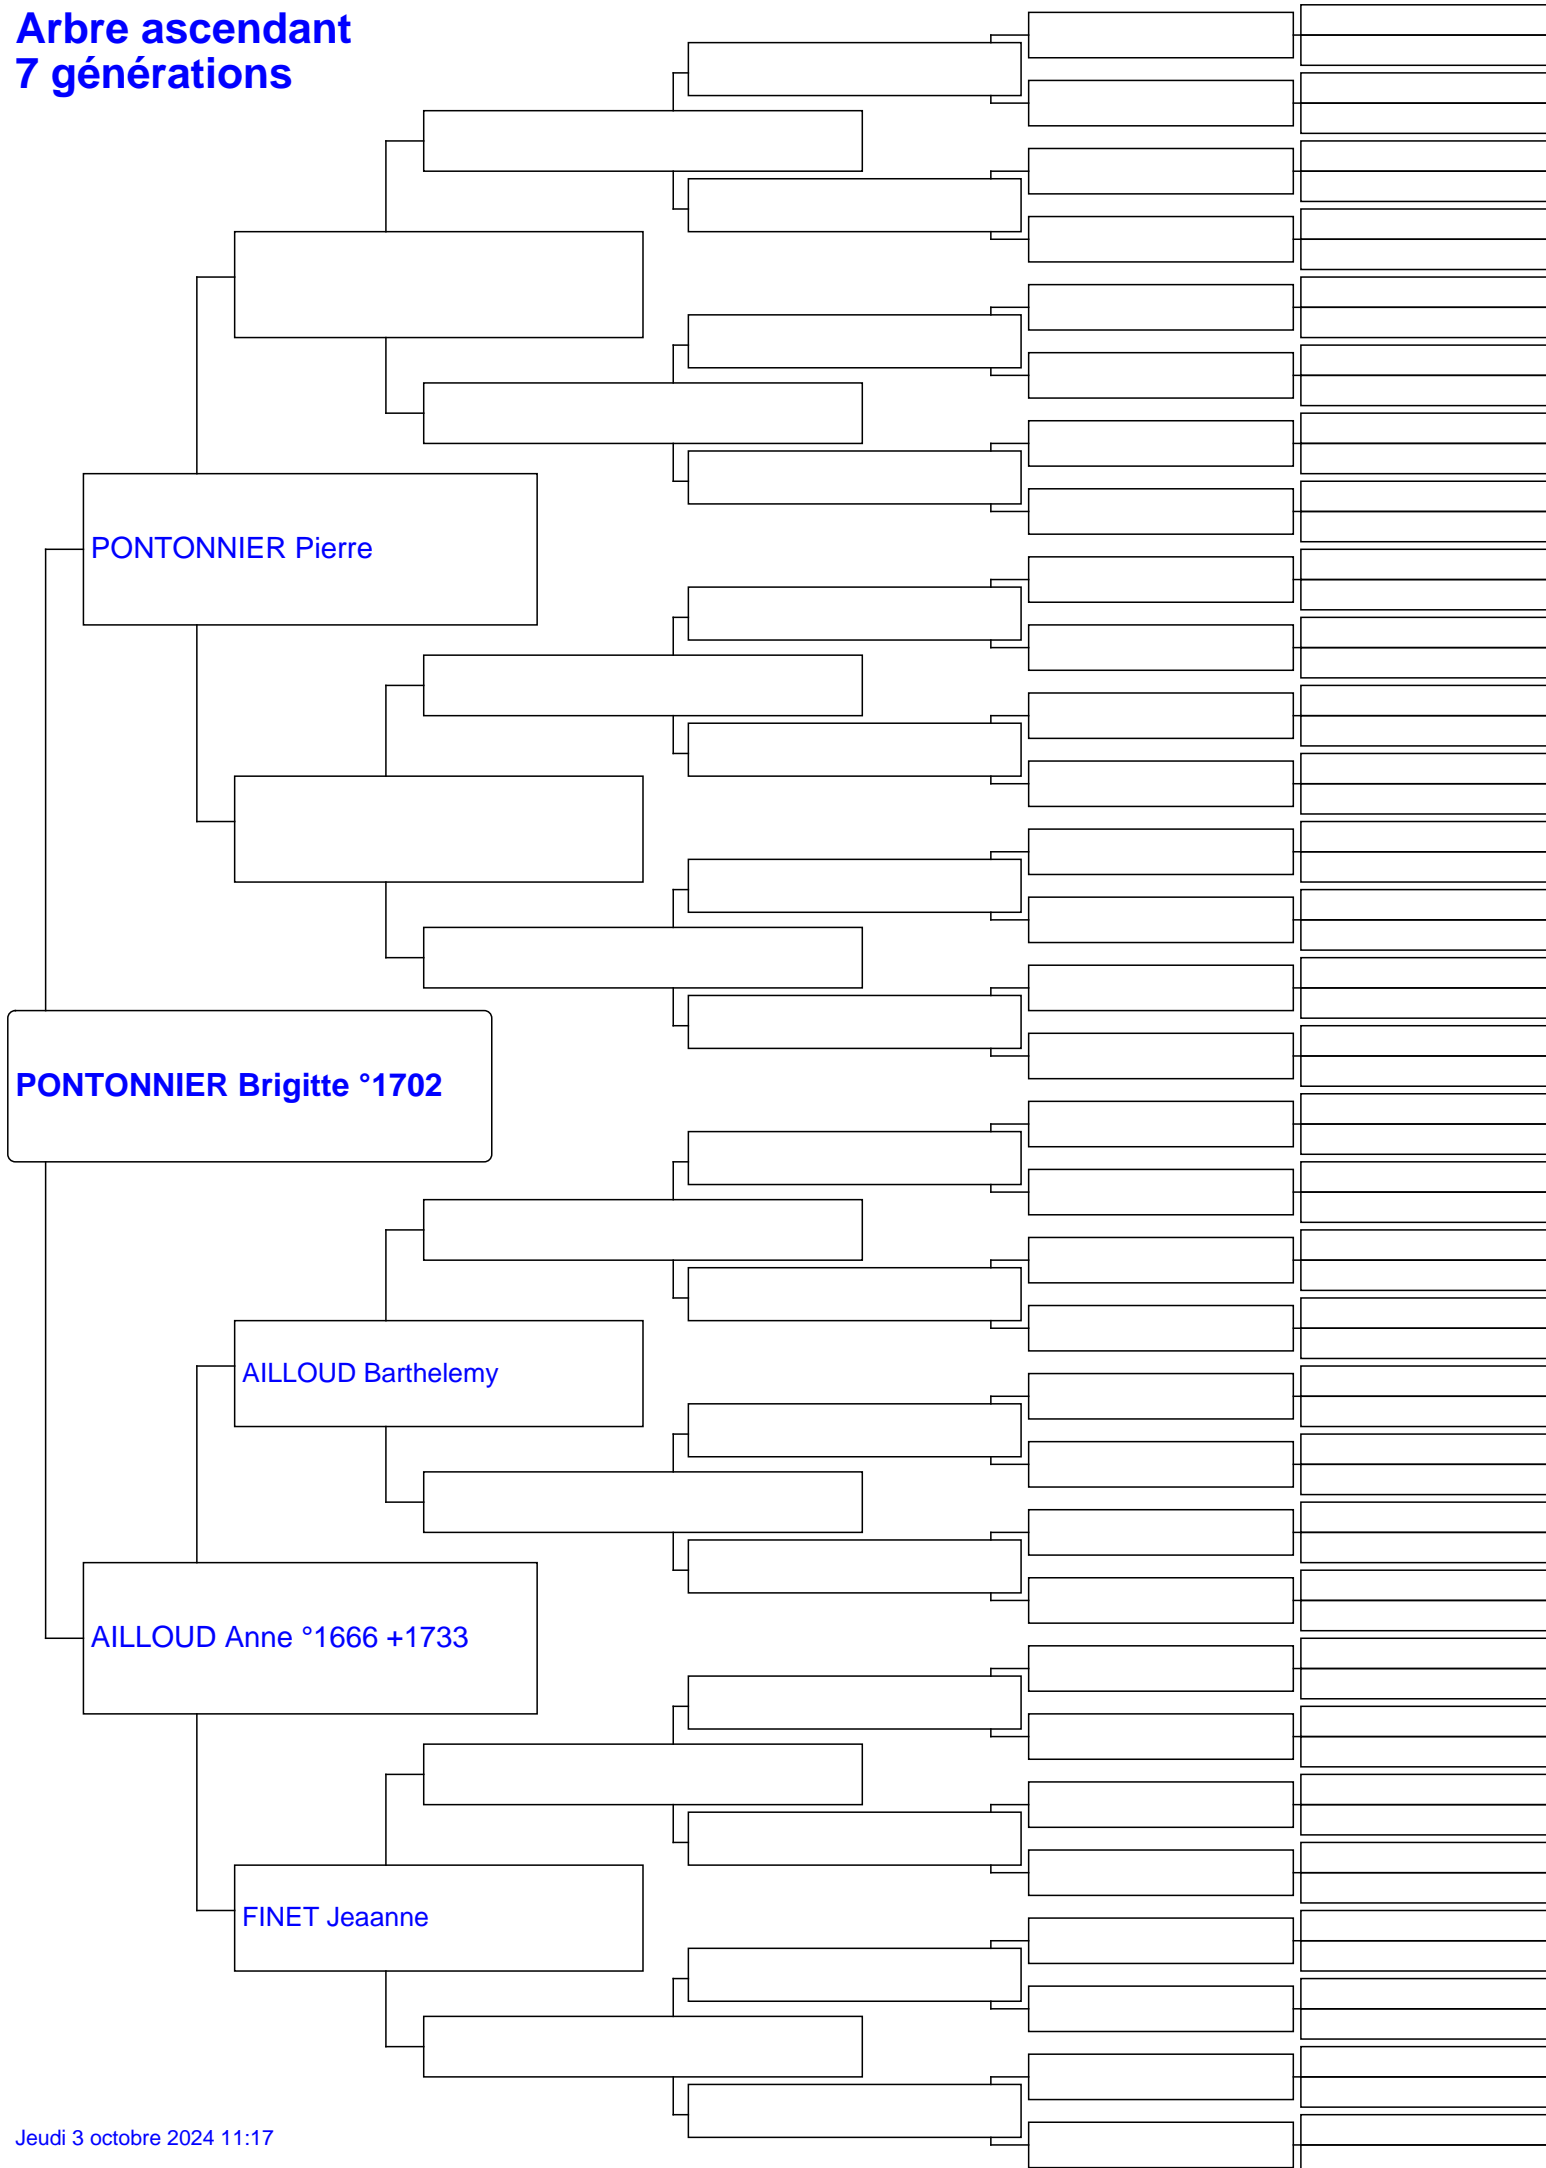 Arbre ascendant
7 générations
PONTONNIER Pierre
PONTONNIER Brigitte °1702
AILLOUD Barthelemy
AILLOUD Anne °1666 +1733
FINET Jeaanne
Jeudi 3 octobre 2024 11:17